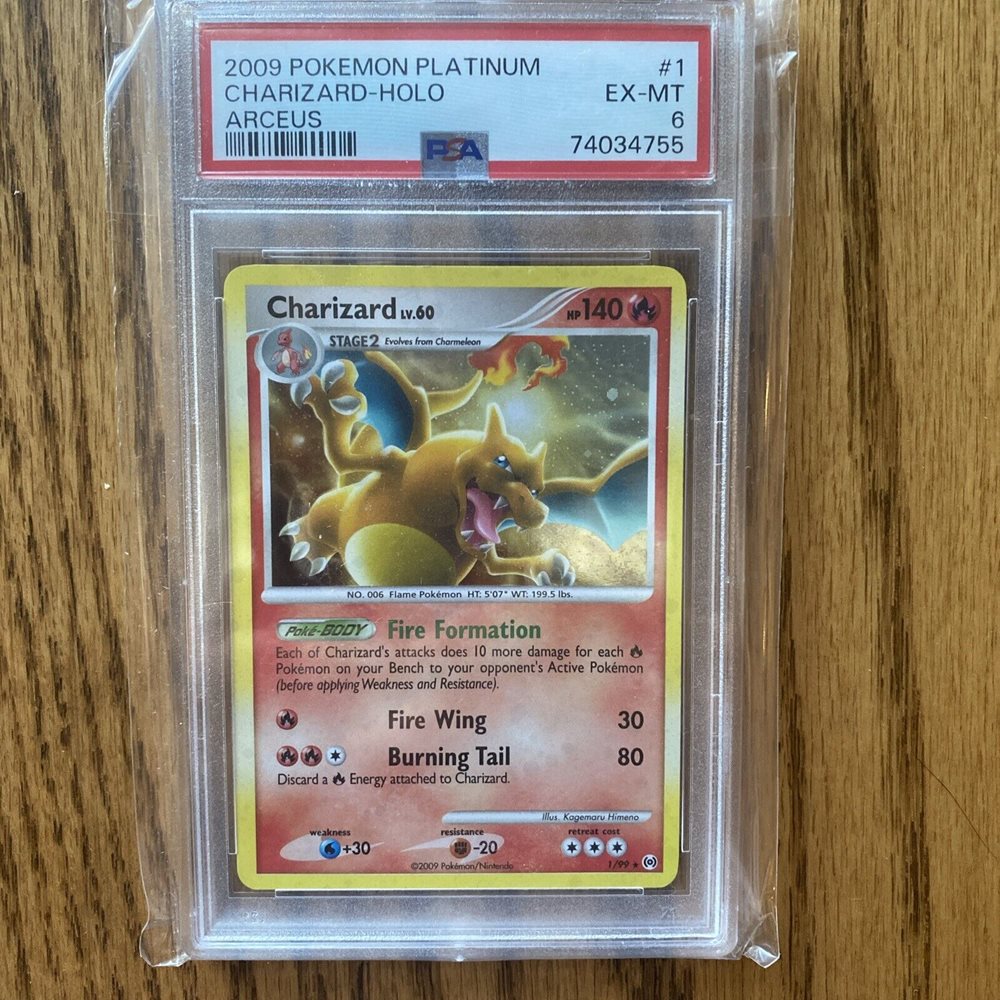 2009 POKEMON PLATINUM #1
CHARIZARD-HOLO EX-MT
ARCEUS 6
PSA 74034755
Charizard LV.60 HP 140
STAGE2 Evolves from Charmeleon
NO. 006 Flame Pokémon HT: 5'07" WT: 199.5 lbs.
Poké-BODY Fire Formation
Each of Charizard's attacks does 10 more damage for each
Pokémon on your Bench to your opponent's Active Pokémon
(before applying Weakness and Resistance).
Fire Wing 30
Burning Tail 80
Discard a Energy attached to Charizard.
Illus. Kagemaru Himeno
weakness resistance retreat cost
+30 -20
©2009 Pokémon/Nintendo 1/99